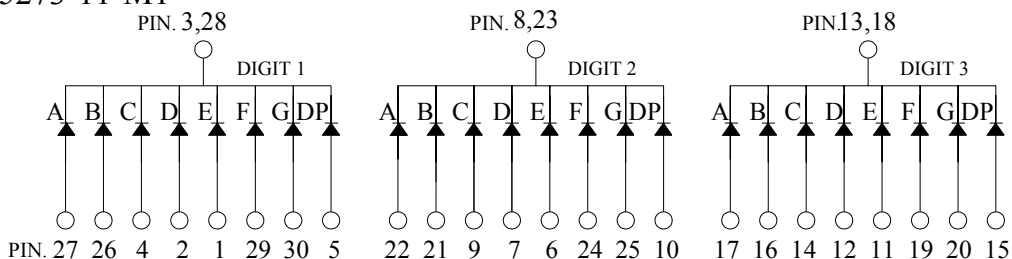 PIN. 3,28 PIN. 8,23 PIN.13,18
DIGIT 1 DIGIT 2 DIGIT 3
A B C D E F G DP A B C D E F G DP A B C D E F G DP
PIN. 27 26 4 2 1 29 30 5 22 21 9 7 6 24 25 10 17 16 14 12 11 19 20 15